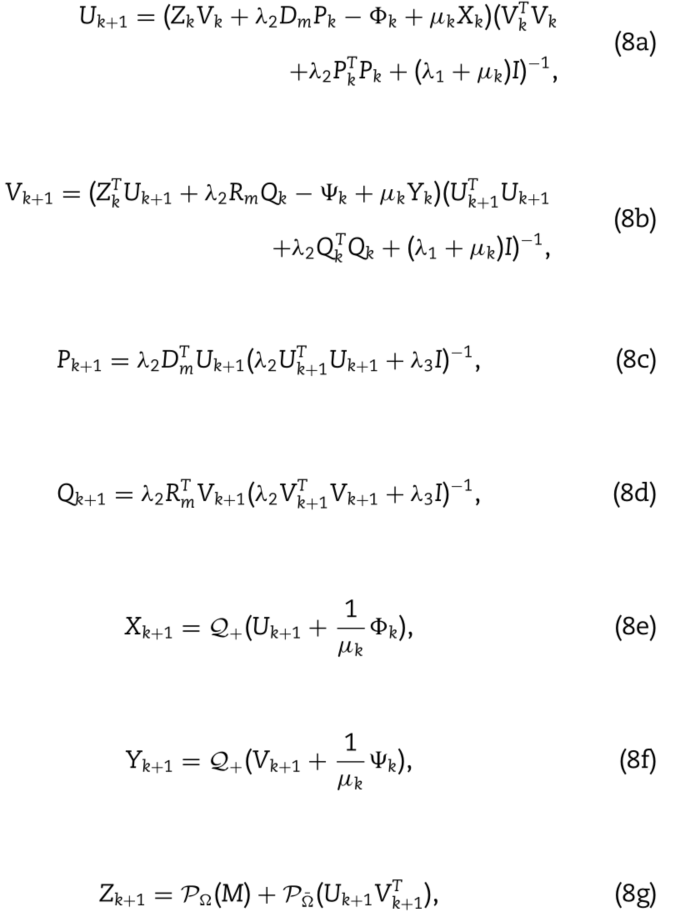 U_{k+1} = (Z_k V_k + λ_2 D_m P_k − Φ_k + μ_k X_k)(V_k^T V_k
+λ_2 P_k^T P_k + (λ_1 + μ_k)I)^{−1}, (8a)
V_{k+1} = (Z_k^T U_{k+1} + λ_2 R_m Q_k − Ψ_k + μ_k Y_k)(U_{k+1}^T U_{k+1}
+λ_2 Q_k^T Q_k + (λ_1 + μ_k)I)^{−1}, (8b)
P_{k+1} = λ_2 D_m^T U_{k+1}(λ_2 U_{k+1}^T U_{k+1} + λ_3 I)^{−1}, (8c)
Q_{k+1} = λ_2 R_m^T V_{k+1}(λ_2 V_{k+1}^T V_{k+1} + λ_3 I)^{−1}, (8d)
X_{k+1} = 𝒬_+(U_{k+1} + \frac{1}{μ_k} Φ_k), (8e)
Y_{k+1} = 𝒬_+(V_{k+1} + \frac{1}{μ_k} Ψ_k), (8f)
Z_{k+1} = 𝒫_Ω(M) + 𝒫_{\bar{Ω}}(U_{k+1} V_{k+1}^T), (8g)